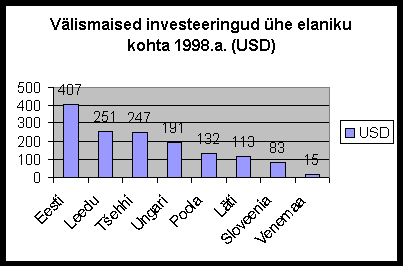 Välismaised investeeringud ühe elaniku
kohta 1998.a. (USD)
500
400
300
200
100
0
407
251
247
191
132
113
83
15
Eesti
Leedu
Tšehhi
Ungari
Poola
Läti
Sloveenia
Venemaa
USD